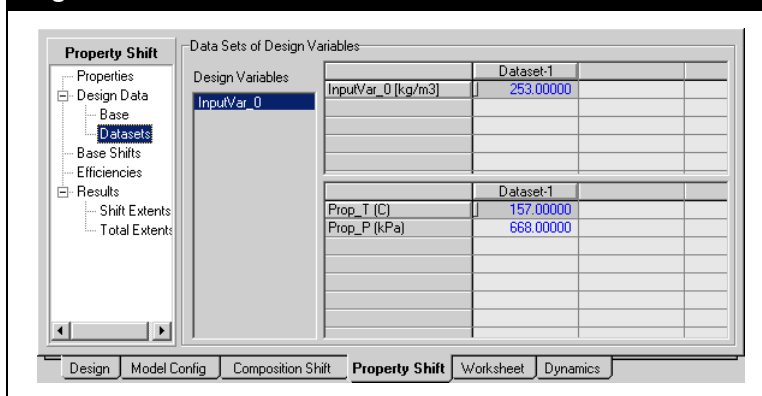 Property Shift
Properties
Design Data
Base
Datasets
Base Shifts
Efficiencies
Results
Shift Extents
Total Extents
Data Sets of Design Variables
Design Variables
InputVar_0
Dataset-1
InputVar_0 [kg/m3] 253.00000
Dataset-1
Prop_T (C) 157.00000
Prop_P (kPa) 668.00000
Design Model Config Composition Shift Property Shift Worksheet Dynamics